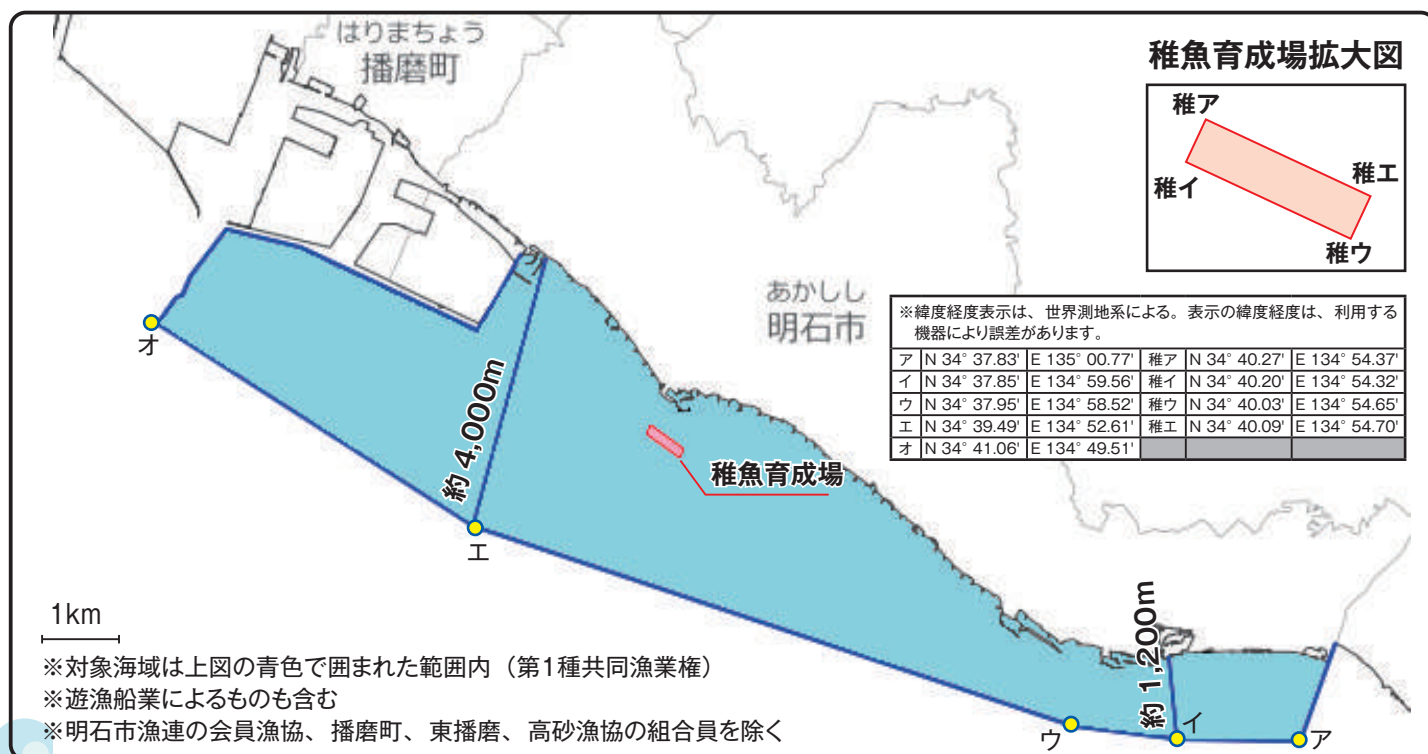 はりまちょう
播磨町
稚魚育成場拡大図
稚ア
稚イ
稚エ
稚ウ
あかしし
明石市
※緯度経度表示は、世界測地系による。表示の緯度経度は、利用する
機器により誤差があります。
ア N 34° 37.83' E 135° 00.77' 稚ア N 34° 40.27' E 134° 54.37'
イ N 34° 37.85' E 134° 59.56' 稚イ N 34° 40.20' E 134° 54.32'
ウ N 34° 37.95' E 134° 58.52' 稚ウ N 34° 40.03' E 134° 54.65'
エ N 34° 39.49' E 134° 52.61' 稚エ N 34° 40.09' E 134° 54.70'
オ N 34° 41.06' E 134° 49.51'
オ
約 4,000m
稚魚育成場
エ
約 1,200m
ウ
イ
ア
1km
※対象海域は上図の青色で囲まれた範囲内（第1種共同漁業権）
※遊漁船業によるものも含む
※明石市漁連の会員漁協、播磨町、東播磨、高砂漁協の組合員を除く